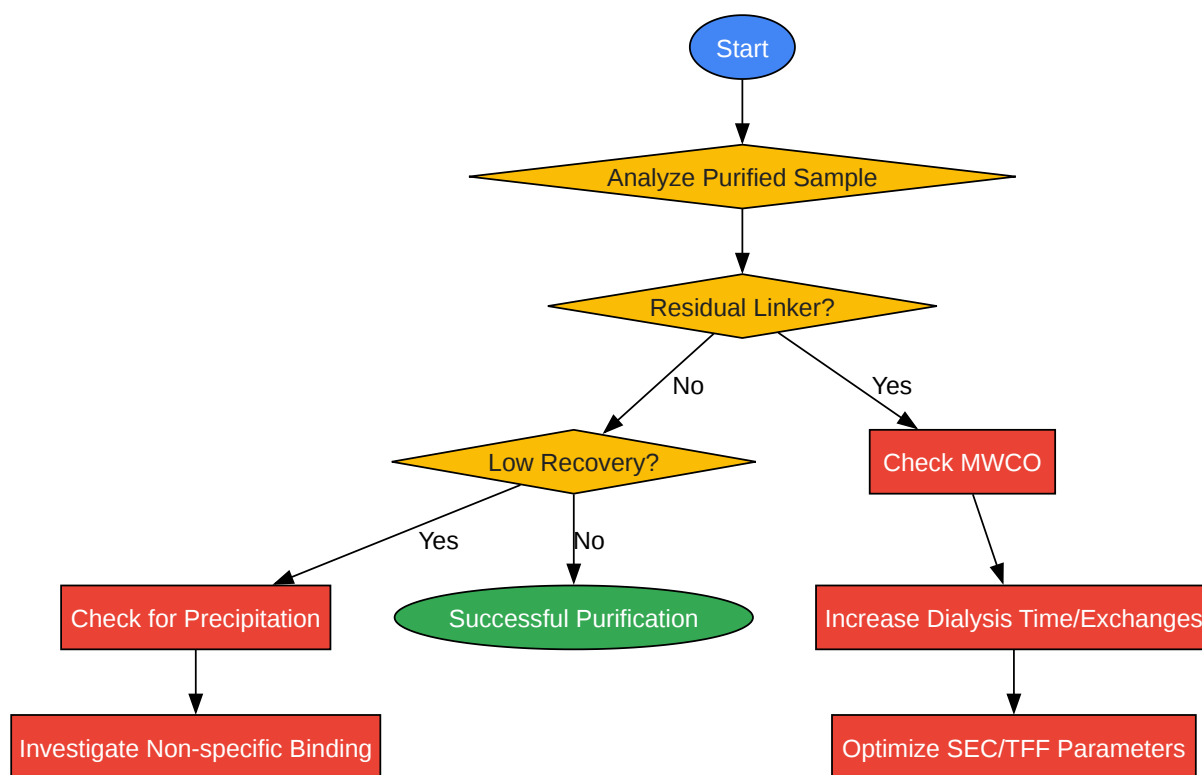 Start
Analyze Purified Sample
Residual Linker?
No
Yes
Low Recovery?
Check MWCO
Yes
No
Check for Precipitation
Successful Purification
Increase Dialysis Time/Exchanges
Investigate Non-specific Binding
Optimize SEC/TFF Parameters